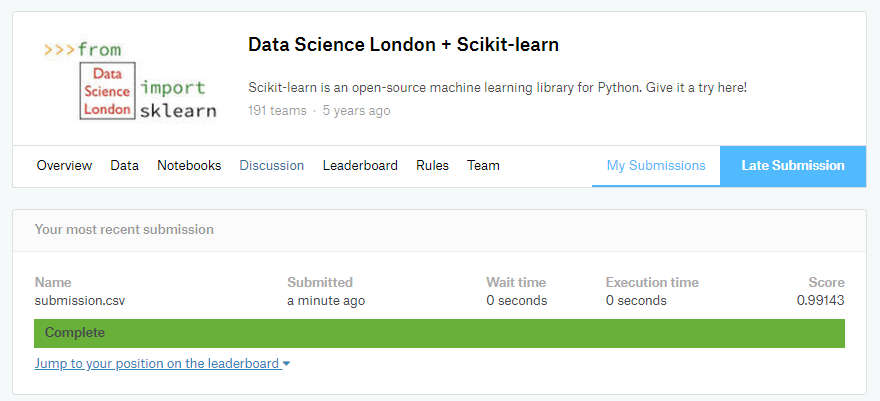 >>>from
Data
Science
London
import
sklearn
Data Science London + Scikit-learn
Scikit-learn is an open-source machine learning library for Python. Give it a try here!
191 teams · 5 years ago
Overview Data Notebooks Discussion Leaderboard Rules Team My Submissions Late Submission
Your most recent submission
Name Submitted Wait time Execution time Score
submission.csv a minute ago 0 seconds 0 seconds 0.99143
Complete
Jump to your position on the leaderboard